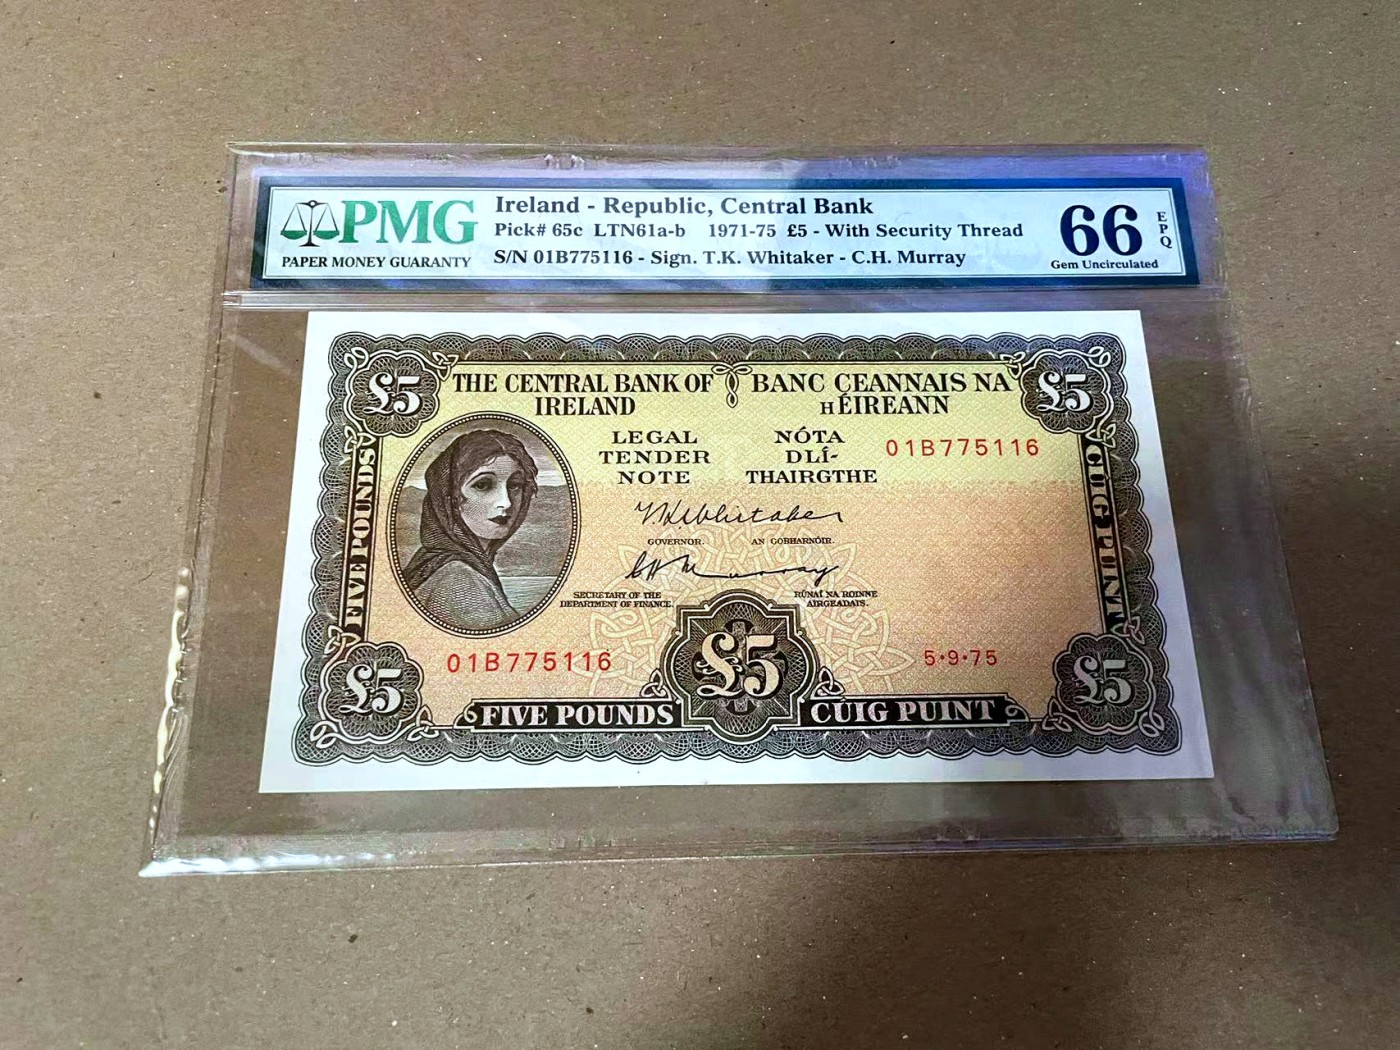 PMG
PAPER MONEY GUARANTY
Ireland - Republic, Central Bank
Pick# 65c LTN61a-b 1971-75 £5 - With Security Thread
S/N 01B775116 - Sign. T.K. Whitaker - C.H. Murray
66
EPQ
Gem Uncirculated
£5
THE CENTRAL BANK OF
IRELAND
BANC CEANNAIS NA
hÉIREANN
£5
LEGAL
TENDER
NOTE
NÓTA
DLÍ-
THAIRGTHE
01B775116
FIVE POUNDS
CÚIG PUINT
T.K. Whitaker
GOVERNOR. AN GOBHARNÓIR.
C H Murray
SECRETARY OF THE
DEPARTMENT OF FINANCE.
RÚNAÍ NA ROINNE
AIRGEADAIS.
01B775116
5·9·75
£5
£5
£5
FIVE POUNDS
CÚIG PUINT